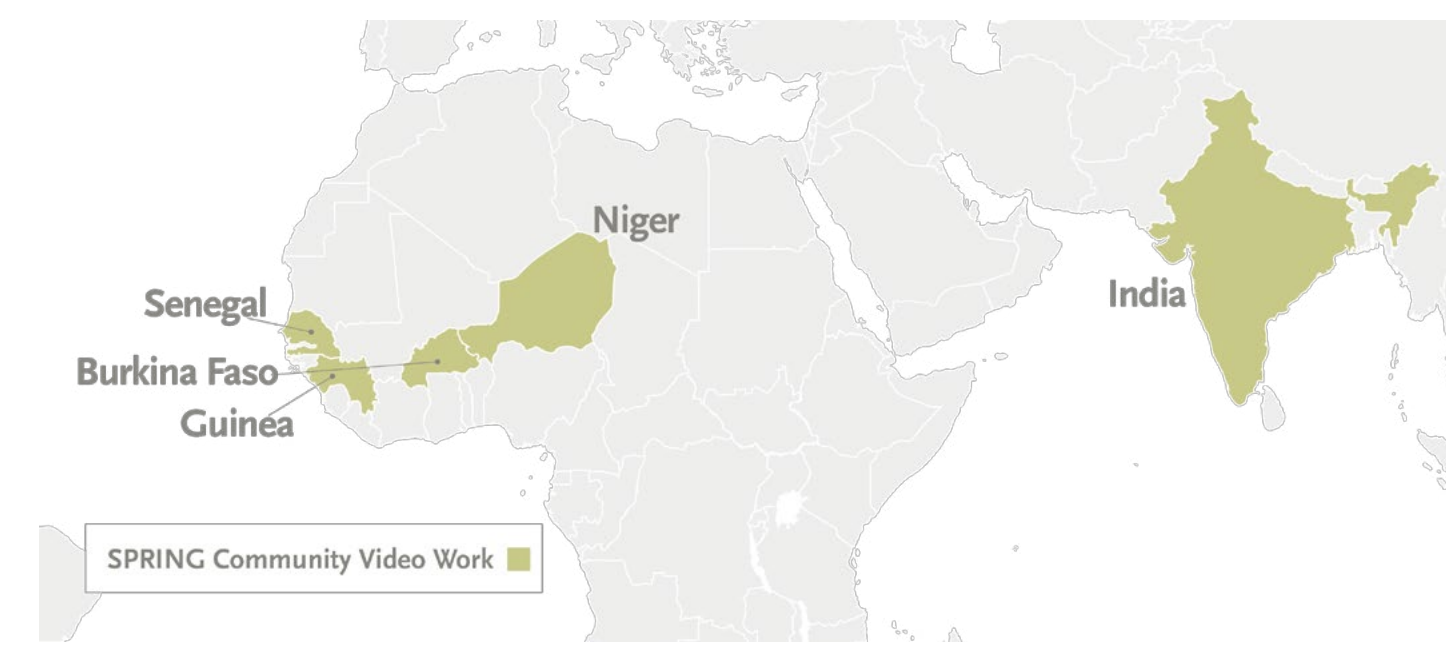 Niger
Senegal
India
Burkina Faso
Guinea
SPRING Community Video Work